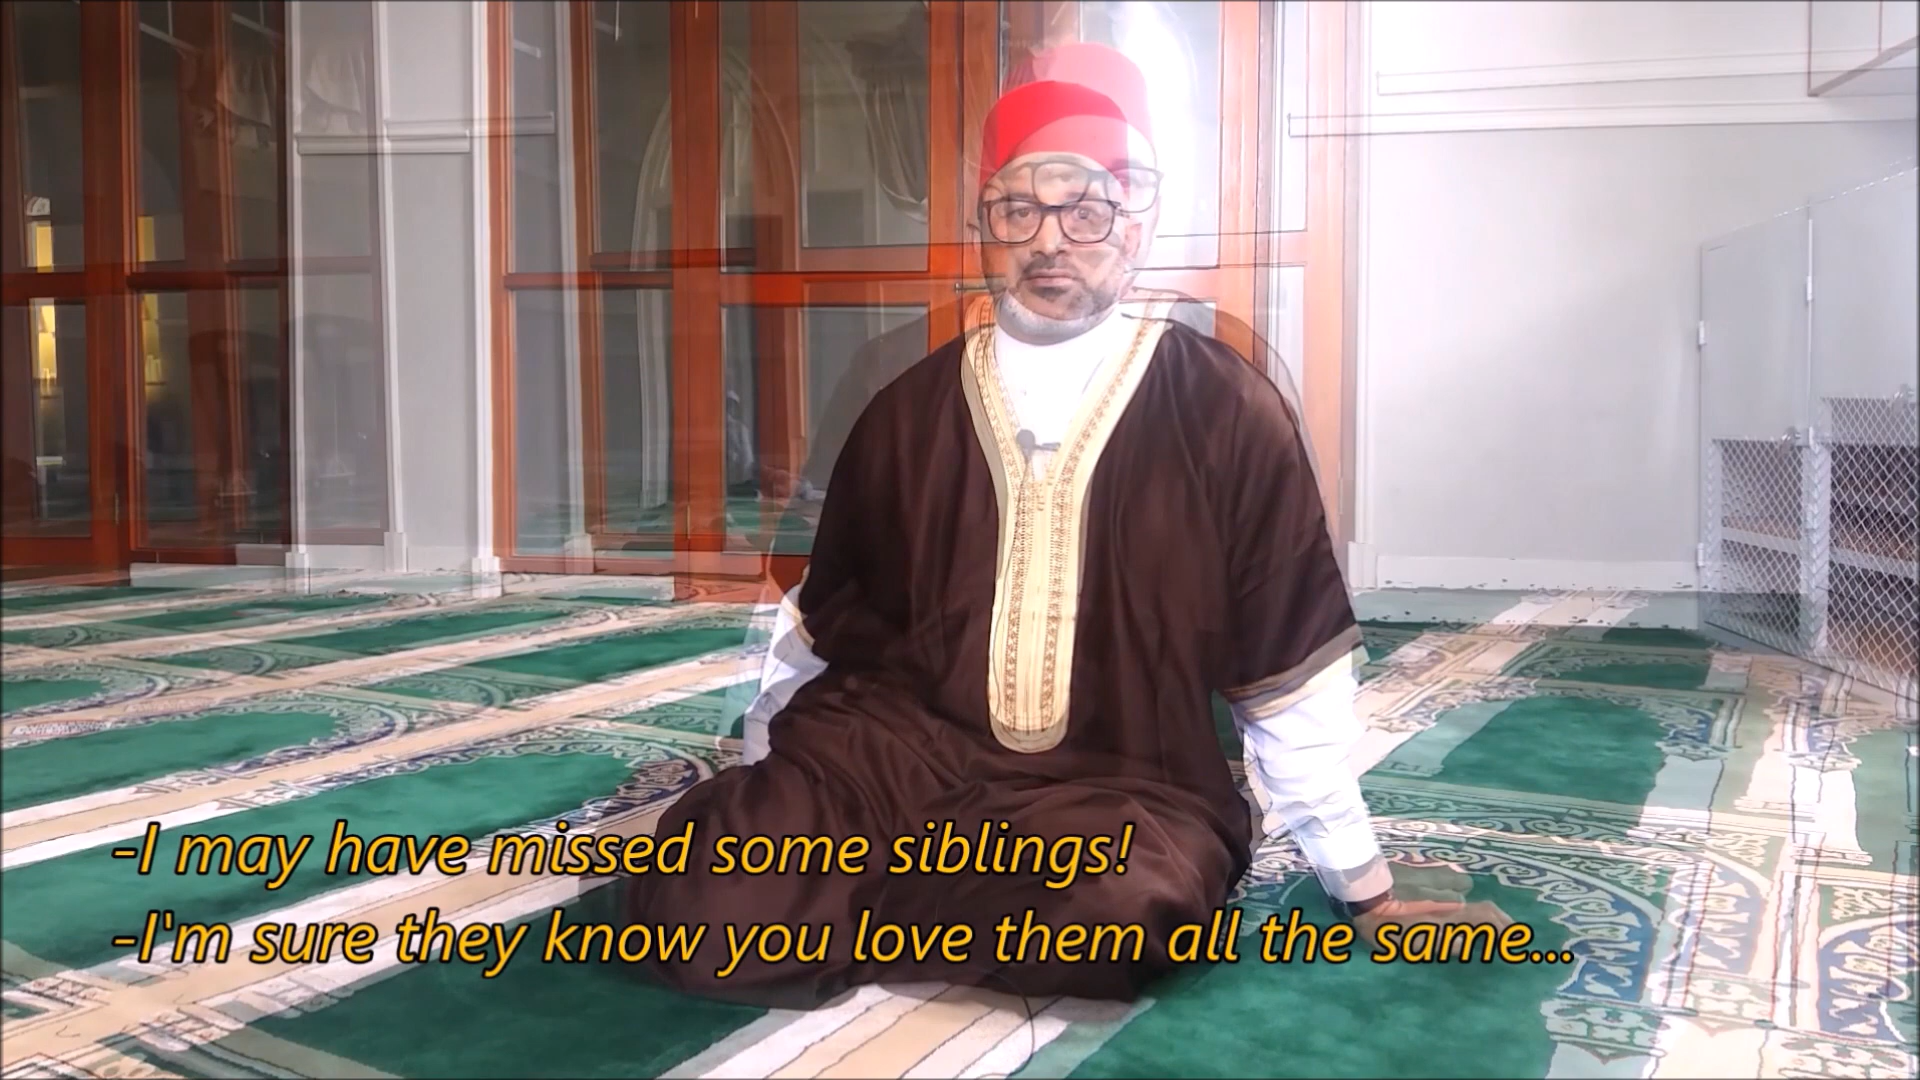 -I may have missed some siblings!
-I'm sure they know you love them all the same...